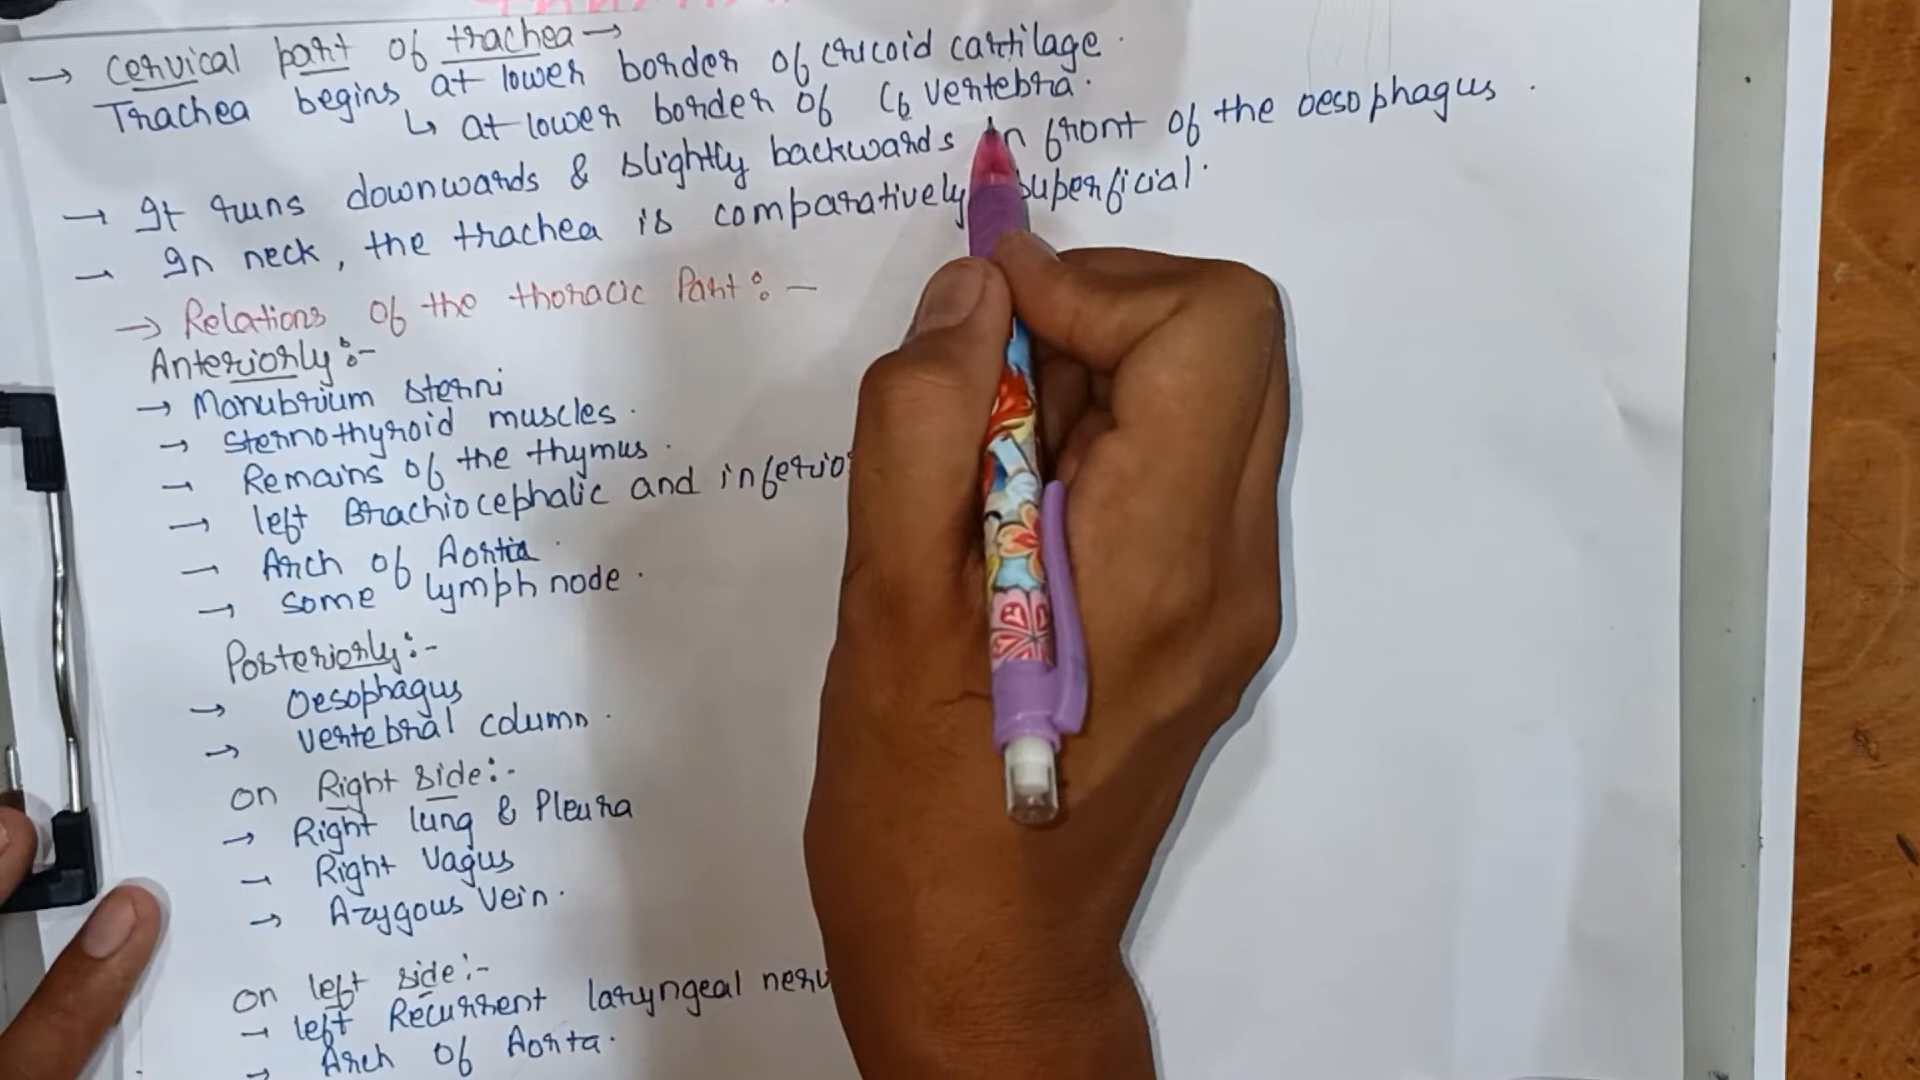 → Cervical part of trachea →
Trachea begins at lower border of cricoid cartilage.
↳ at lower border of C6 vertebra.
→ It runs downwards & slightly backwards in front of the oesophagus.
→ In neck, the trachea is comparatively superficial.
→ Relations of the thoracic Part :-
Anteriorly :-
→ Manubrium sterni
→ Sternothyroid muscles.
→ Remains of the thymus.
→ left Brachiocephalic and inferio
→ Arch of Aorta.
→ some lymph node.
Posteriorly :-
→ Oesophagus
→ vertebral column.
on Right side :-
→ Right lung & Pleura
→ Right Vagus
→ Azygous Vein.
on left side :-
→ left Recurrent laryngeal nerv
→ Arch of Aorta.